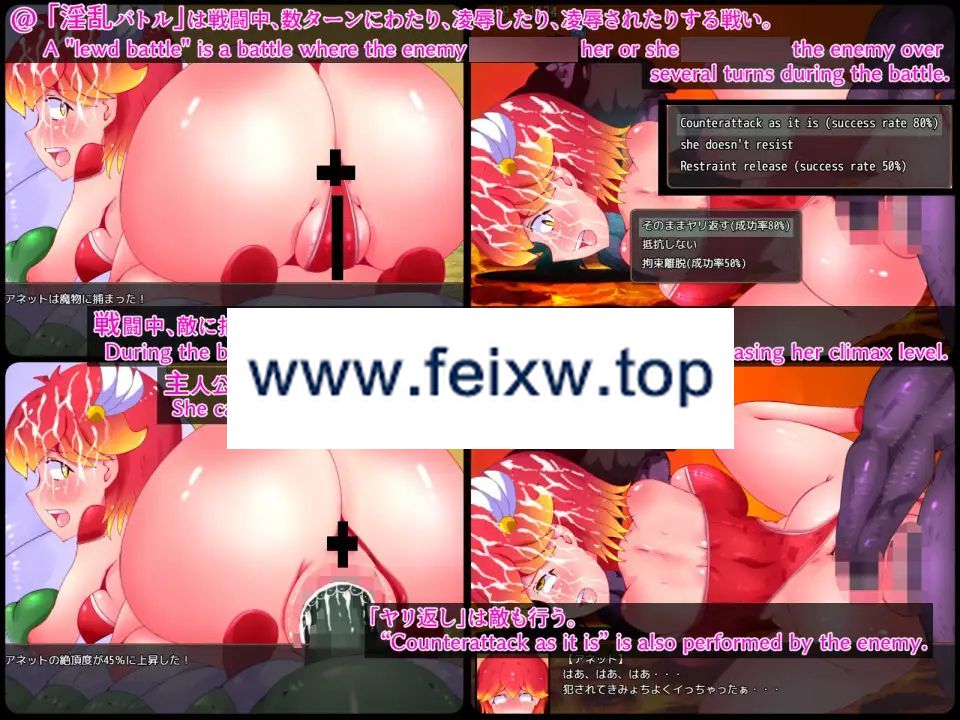 @「淫乱バトル」は戦闘中、数ターンにわたり、凌辱したり、凌辱されたりする戦い。
A "lewd battle" is a battle where the enemy her or she the enemy over
several turns during the battle.
Counterattack as it is (success rate 80%)
she doesn't resist
Restraint release (success rate 50%)
そのままヤリ返す(成功率80%)
抵抗しない
拘束離脱(成功率50%)
アネットは魔物に捕まった！
戦闘中、敵に
During the b
asing her climax level.
主人公
She ca
www.feixw.top
「ヤリ返し」は敵も行う。
“Counterattack as it is” is also performed by the enemy.
アネットの絶頂度が45%に上昇した！
【アネット】
はあ、はあ、はあ・・・
犯されてきみょちよくイっちゃったぁ・・・